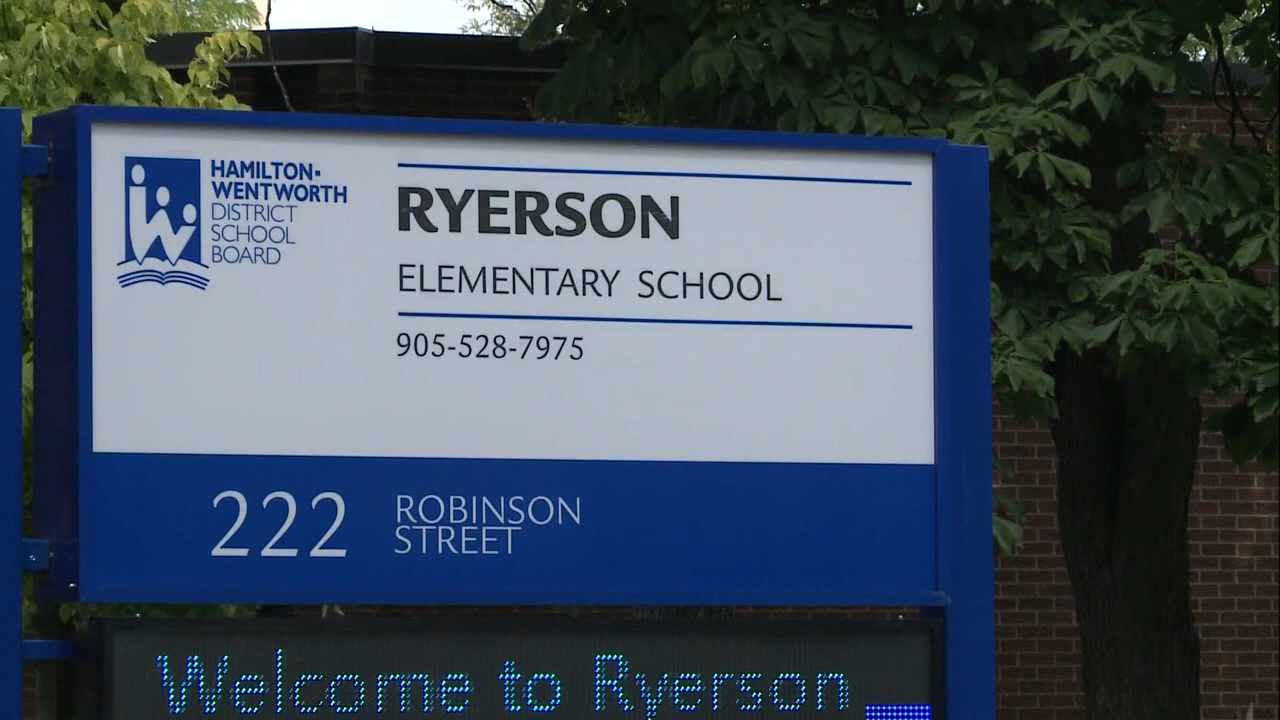 HAMILTON-
WENTWORTH
DISTRICT
SCHOOL
BOARD
RYERSON
ELEMENTARY SCHOOL
905-528-7975
222
ROBINSON
STREET
Welcome to Ryerson